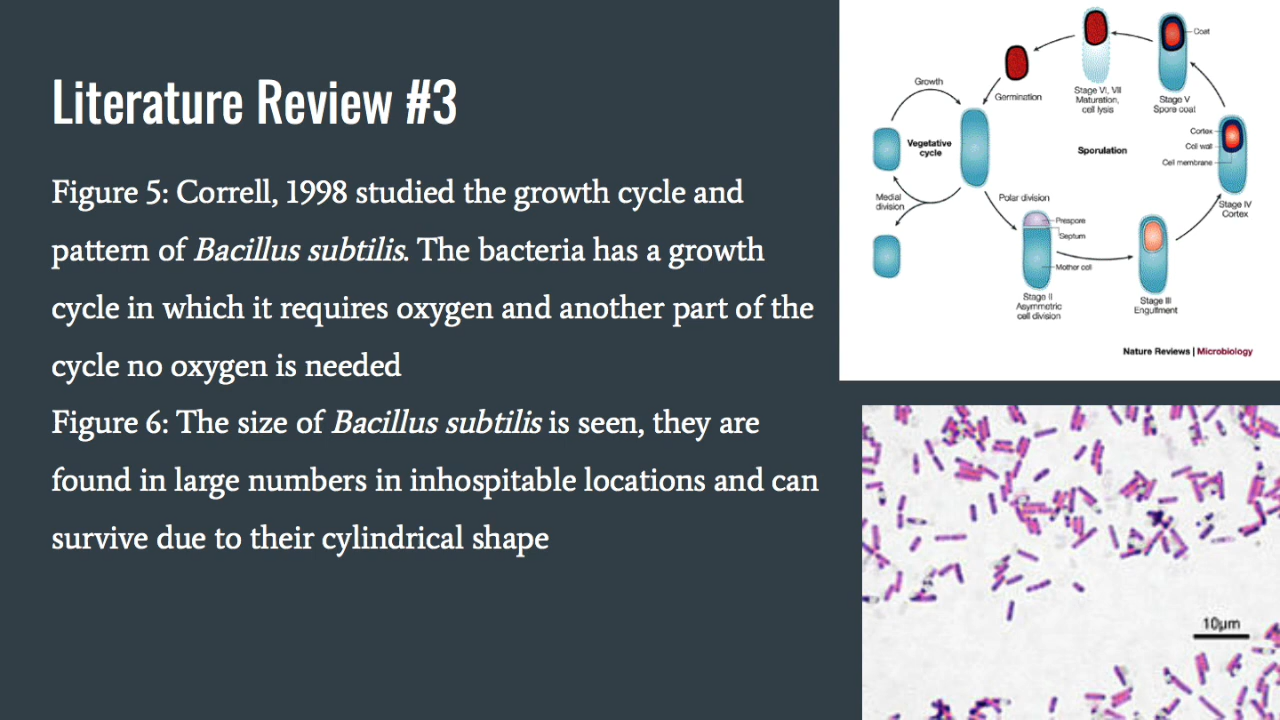 Literature Review #3
Figure 5: Correll, 1998 studied the growth cycle and
pattern of Bacillus subtilis. The bacteria has a growth
cycle in which it requires oxygen and another part of the
cycle no oxygen is needed
Figure 6: The size of Bacillus subtilis is seen, they are
found in large numbers in inhospitable locations and can
survive due to their cylindrical shape
Growth
Vegetative
cycle
Medial
division
Germination
Stage VI, VII
Maturation,
cell lysis
Coat
Stage V
Spore coat
Sporulation
Cortex
Cell wall
Cell membrane
Stage IV
Cortex
Polar division
Prespore
Septum
Mother cell
Stage II
Asymmetric
cell division
Stage III
Engulfment
Nature Reviews | Microbiology
10µm